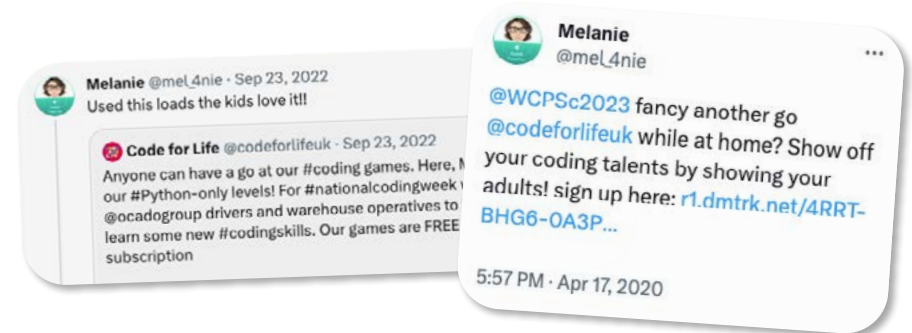 Melanie @mel_4nie · Sep 23, 2022
Used this loads the kids love it!!
Code for Life @codeforlifeuk · Sep 23, 2022
Anyone can have a go at our #coding games. Here, M
our #Python-only levels! For #nationalcodingweek
@ocadogroup drivers and warehouse operatives to
learn some new #codingskills. Our games are FREE
subscription
Melanie
@mel_4nie
@WCPSc2023 fancy another go
@codeforlifeuk while at home? Show off
your coding talents by showing your
adults! sign up here: r1.dmtrk.net/4RRT-
BHG6-0A3P...
5:57 PM · Apr 17, 2020